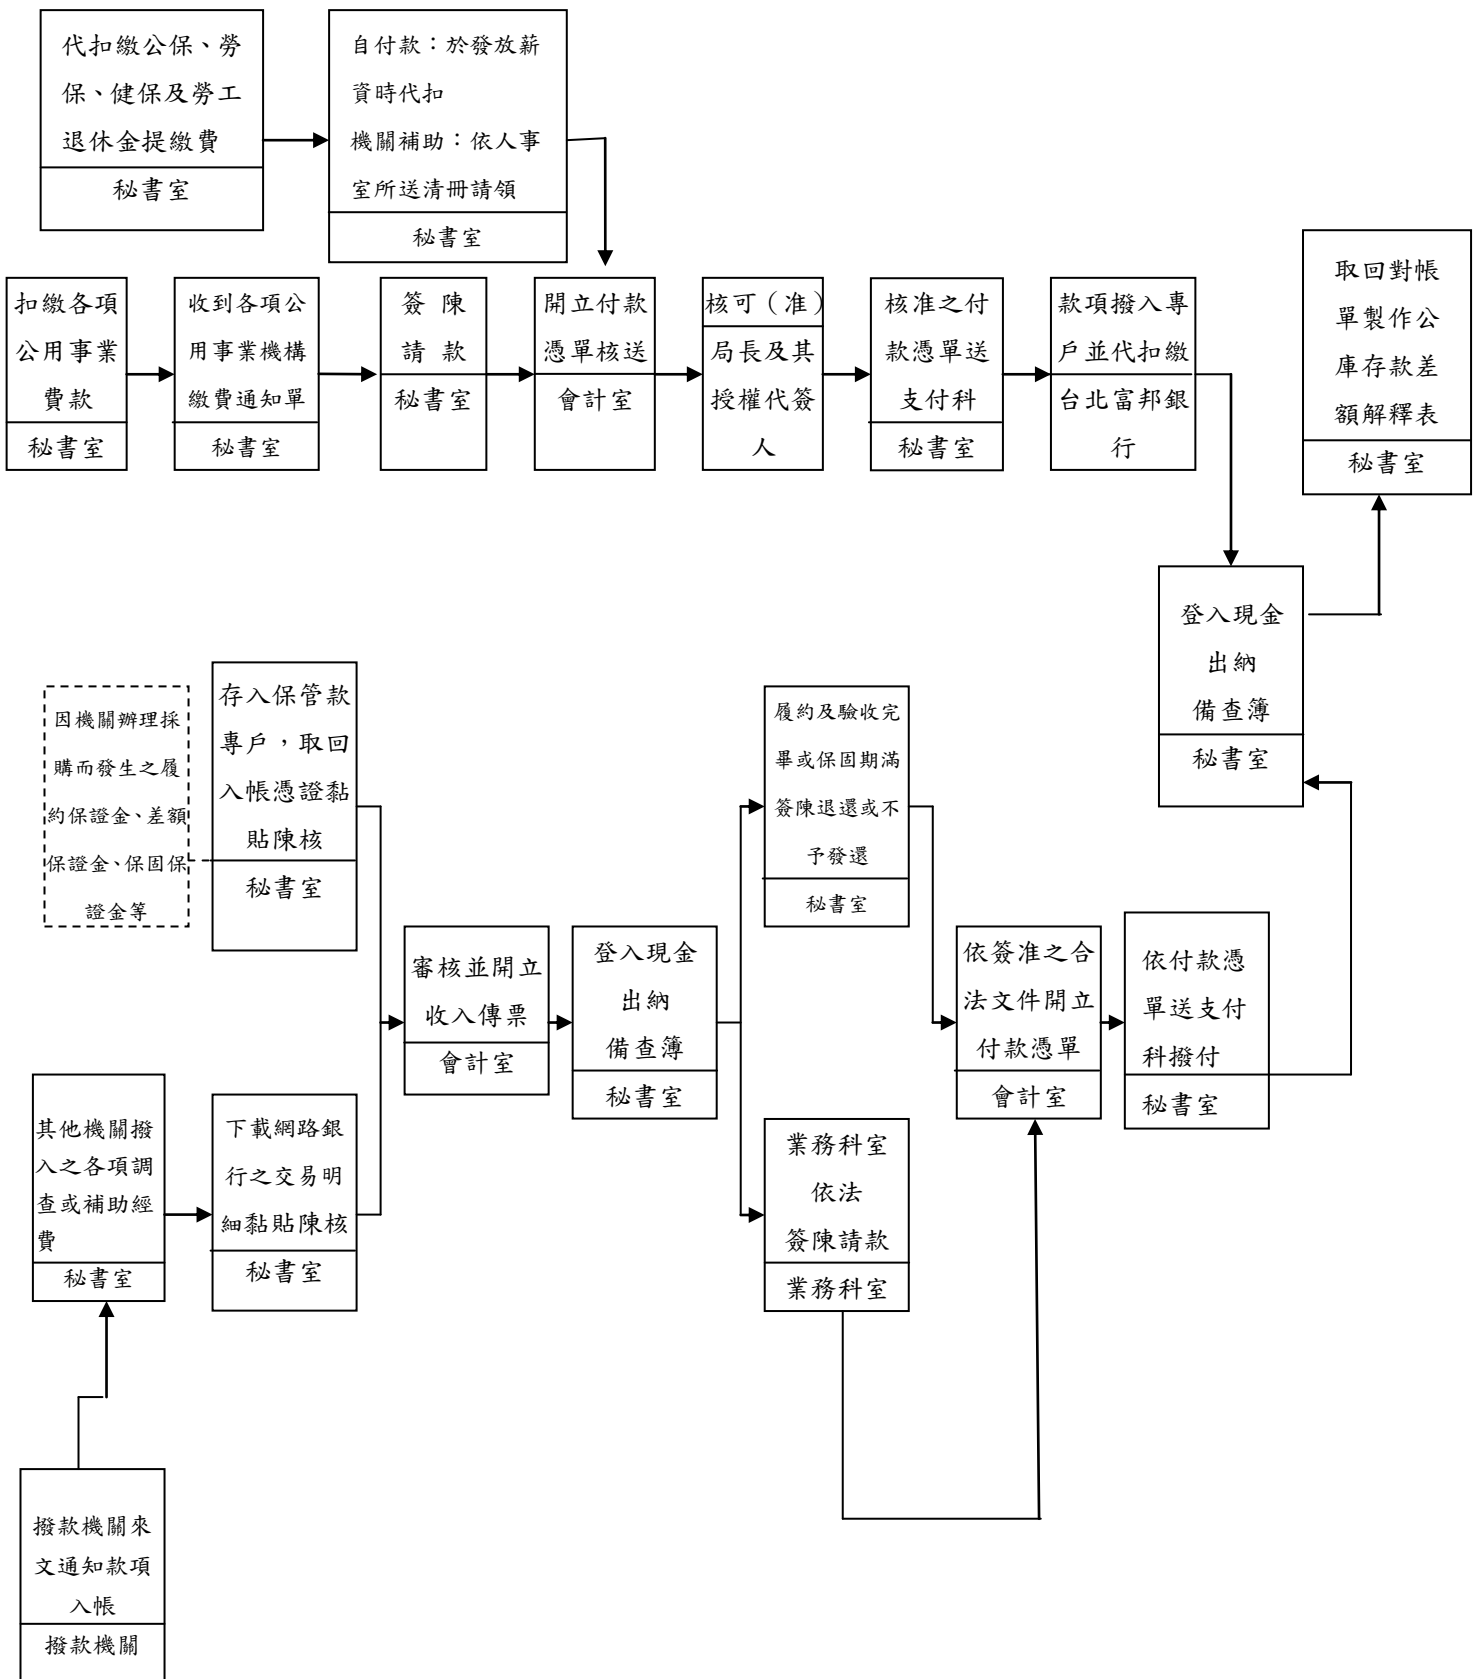 代扣繳公保、勞
保、健保及勞工
退休金提繳費
秘書室
自付款：於發放薪
資時代扣
機關補助：依人事
室所送清冊請領
秘書室
扣繳各項
公用事業
費款
秘書室
收到各項公
用事業機構
繳費通知單
秘書室
簽陳
請款
秘書室
開立付款
憑單核送
會計室
核可（准）
局長及其
授權代簽
人
核准之付
款憑單送
支付科
秘書室
款項撥入專
戶並代扣繳
台北富邦銀
行
取回對帳
單製作公
庫存款差
額解釋表
秘書室
登入現金
出納
備查簿
秘書室
因機關辦理採
購而發生之履
約保證金、差額
保證金、保固保
證金等
存入保管款
專戶，取回
入帳憑證黏
貼陳核
秘書室
履約及驗收完
畢或保固期滿
簽陳退還或不
予發還
秘書室
審核並開立
收入傳票
會計室
登入現金
出納
備查簿
秘書室
依簽准之合
法文件開立
付款憑單
會計室
依付款憑
單送支付
科撥付
秘書室
其他機關撥
入之各項調
查或補助經
費
秘書室
下載網路銀
行之交易明
細黏貼陳核
秘書室
業務科室
依法
簽陳請款
業務科室
撥款機關來
文通知款項
入帳
撥款機關